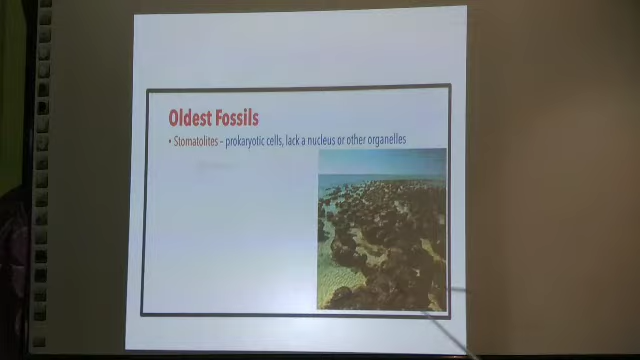 Oldest Fossils
• Stomatolites – prokaryotic cells, lack a nucleus or other organelles